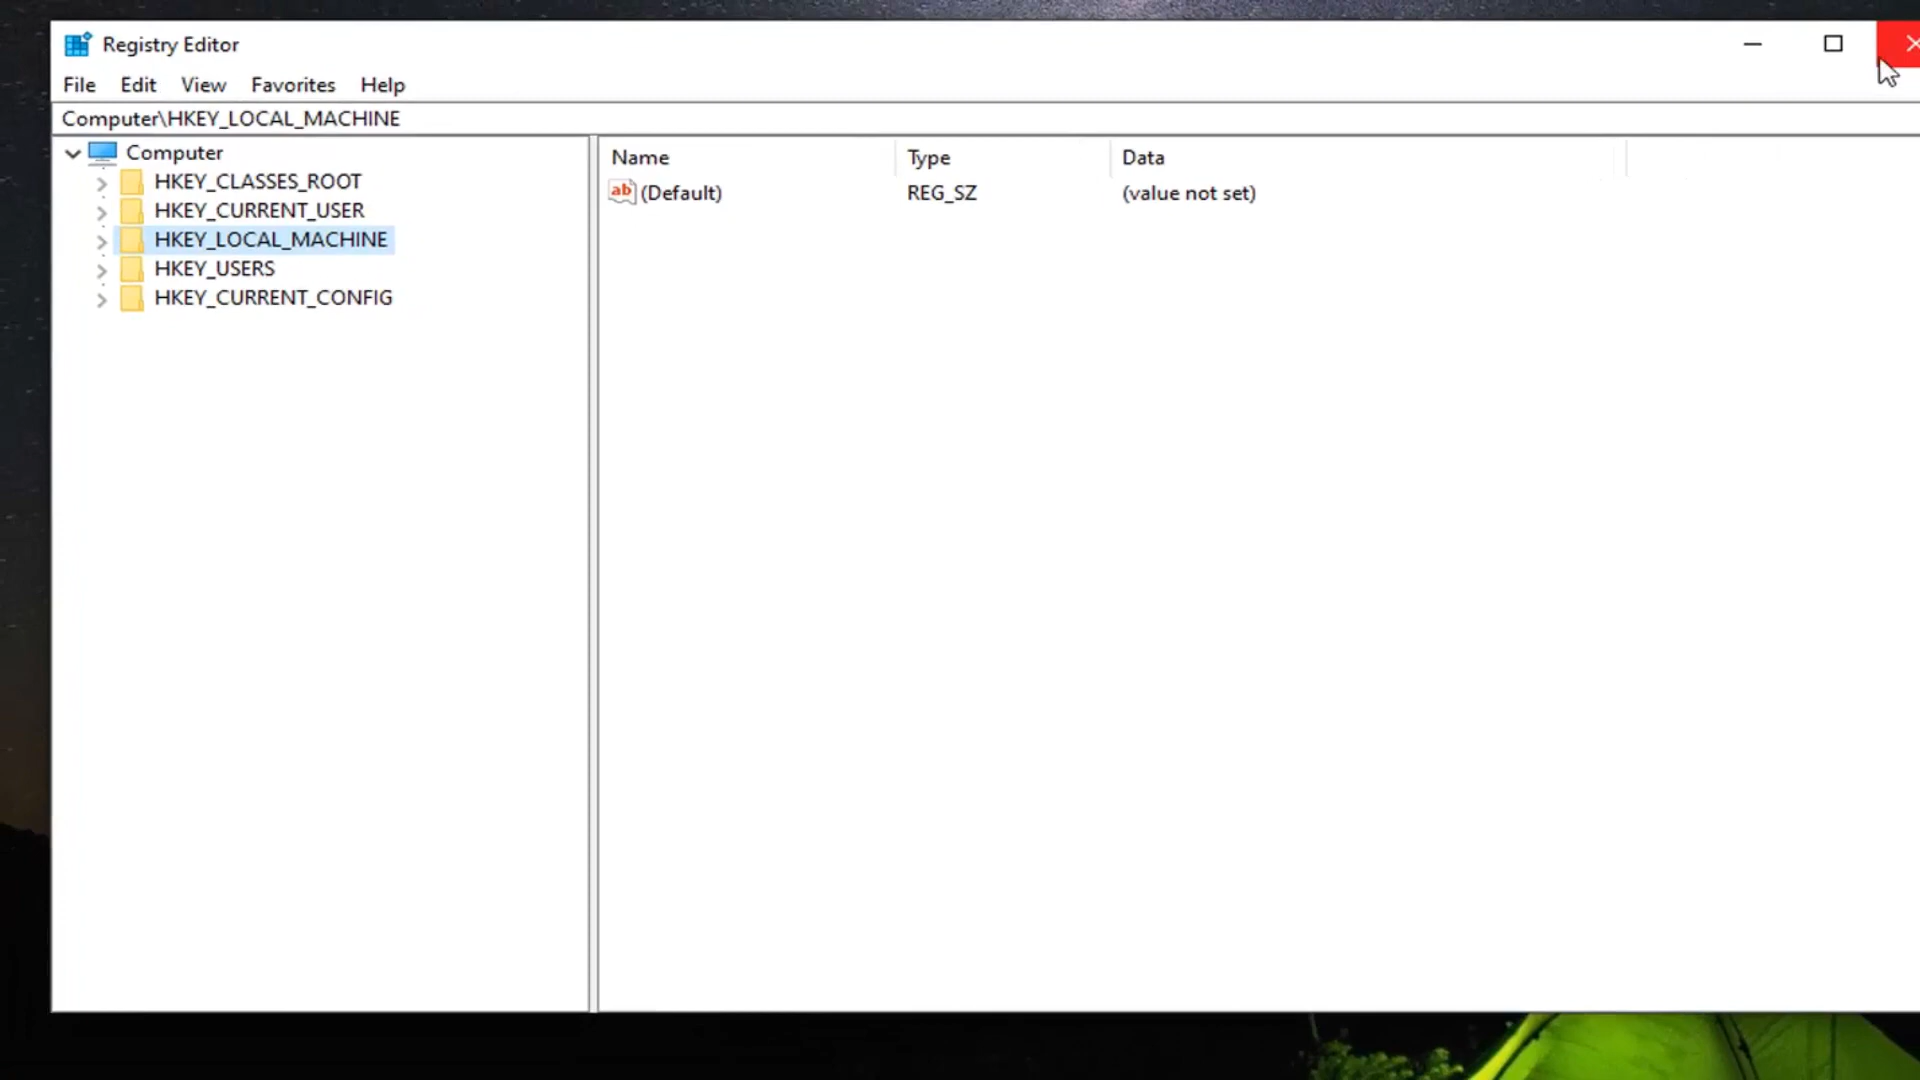 Registry Editor
File Edit View Favorites Help
Computer\HKEY_LOCAL_MACHINE
Computer
HKEY_CLASSES_ROOT
HKEY_CURRENT_USER
HKEY_LOCAL_MACHINE
HKEY_USERS
HKEY_CURRENT_CONFIG
Name Type Data
ab (Default) REG_SZ (value not set)